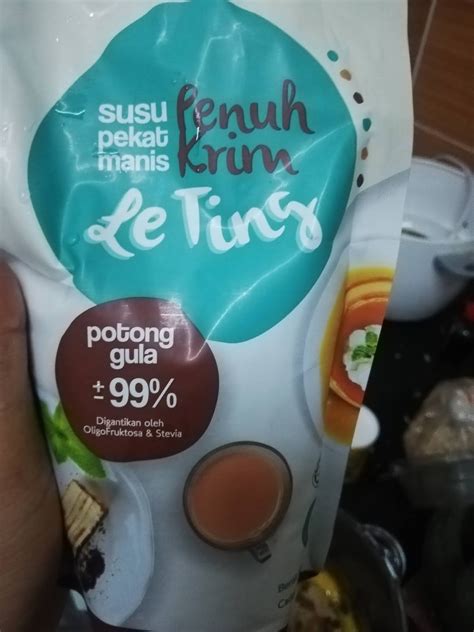 susu
pekat
manis
Penuh
Krim
Le Ting
potong
gula
± 99%
Digantikan oleh
OligoFruktosa & Stevia